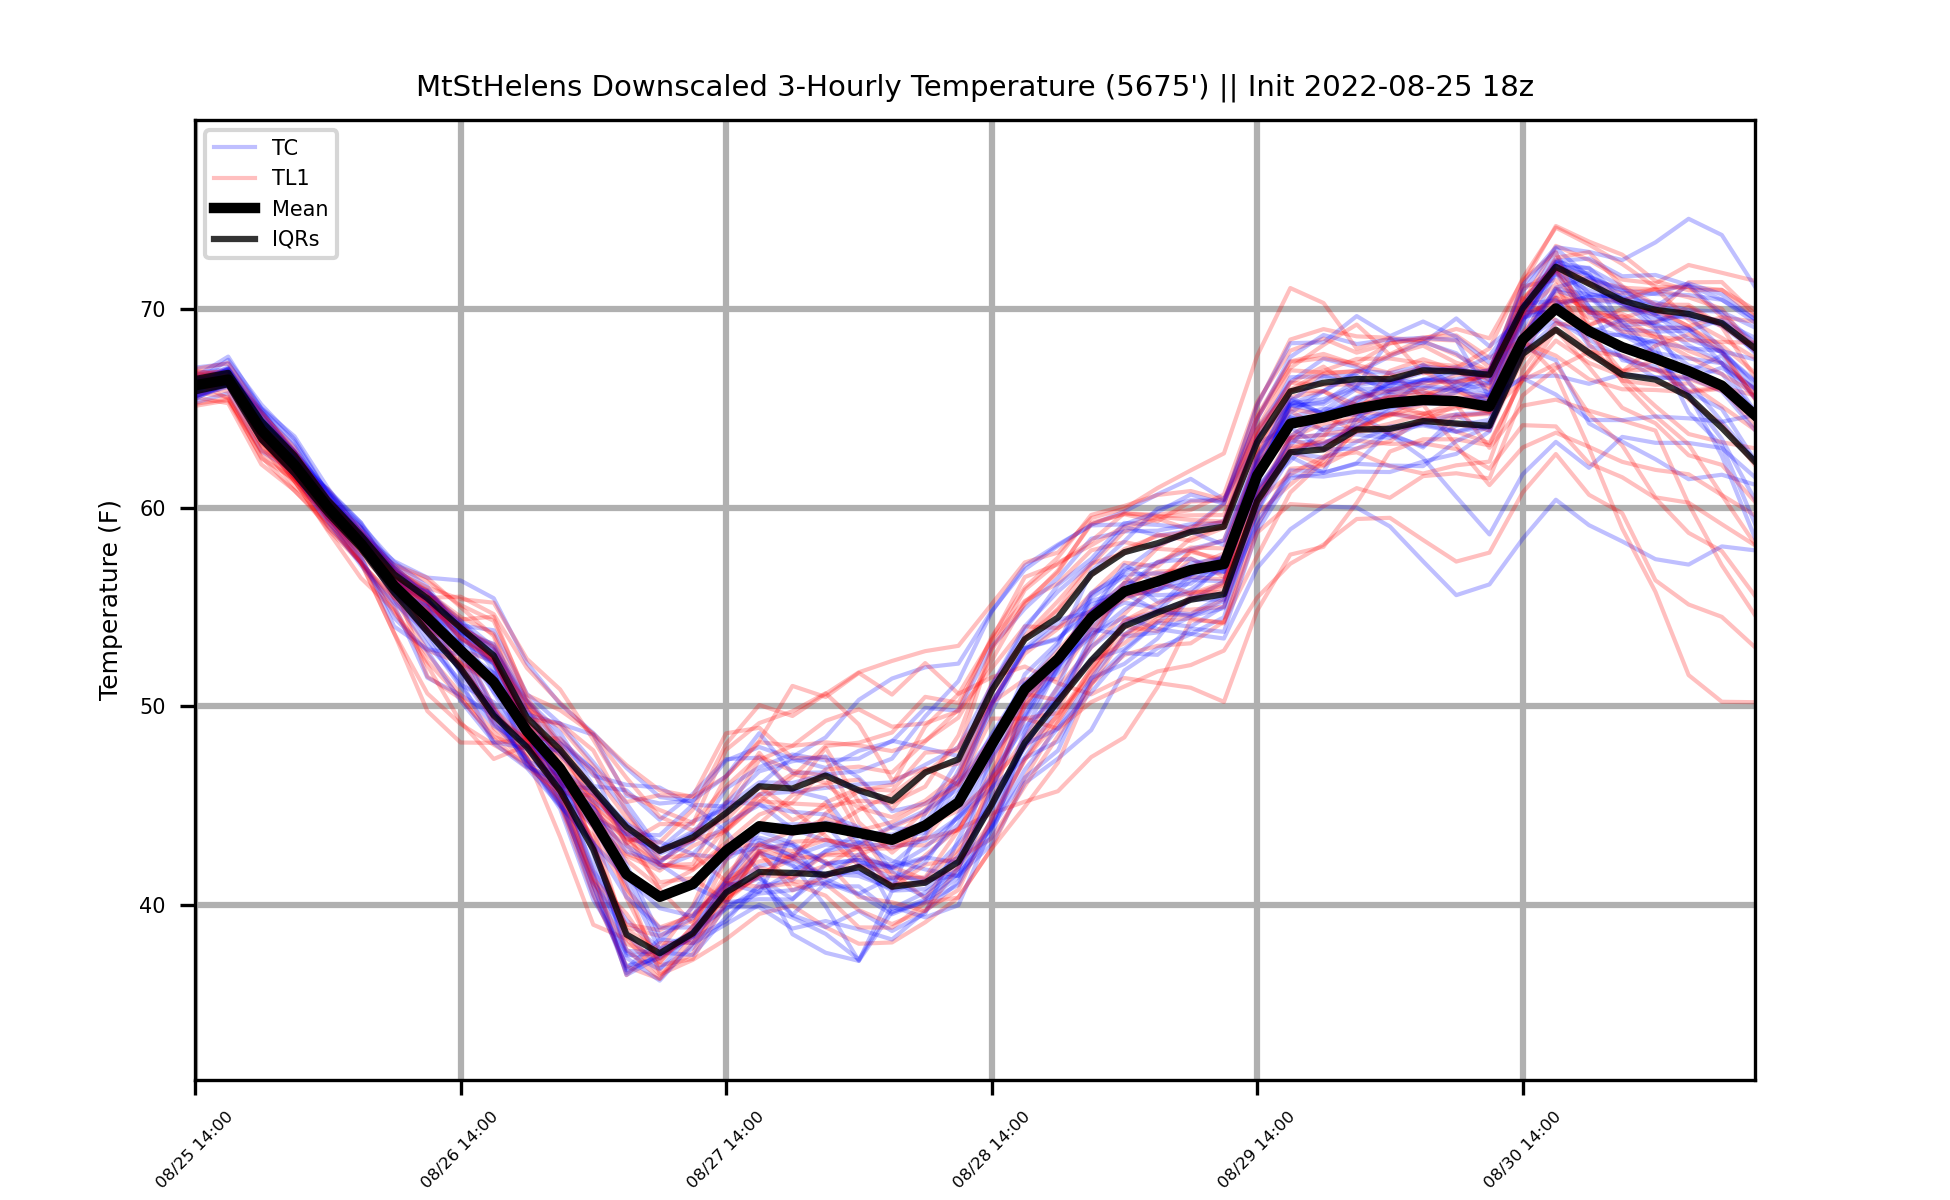 MtStHelens Downscaled 3-Hourly Temperature (5675') || Init 2022-08-25 18z
TC
TL1
Mean
IQRs
Temperature (F)
70
60
50
40
08/25 14:00
08/26 14:00
08/27 14:00
08/28 14:00
08/29 14:00
08/30 14:00